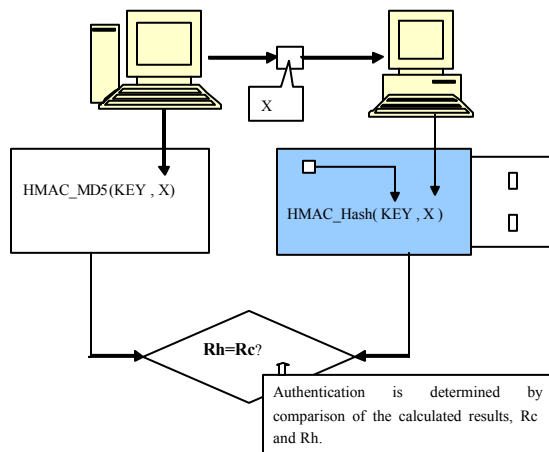 X
HMAC_MD5(KEY , X)
HMAC_Hash( KEY , X )
Rh=Rc?
Authentication is determined by
comparison of the calculated results, Rc
and Rh.